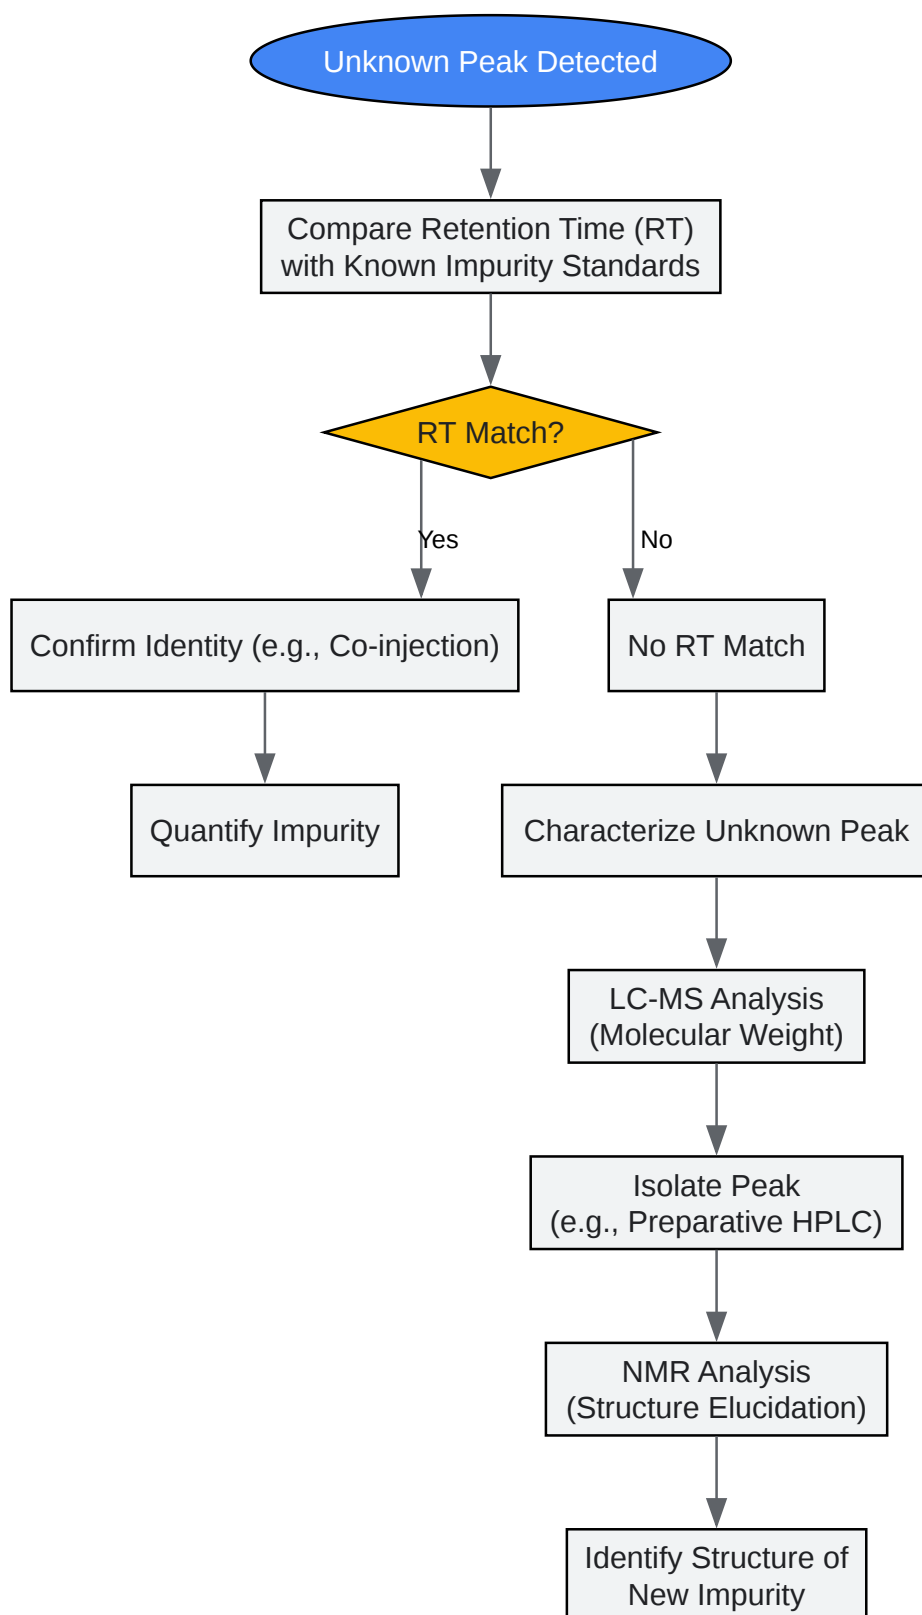 Unknown Peak Detected
Compare Retention Time (RT)
with Known Impurity Standards
RT Match?
Yes
No
Confirm Identity (e.g., Co-injection)
No RT Match
Quantify Impurity
Characterize Unknown Peak
LC-MS Analysis
(Molecular Weight)
Isolate Peak
(e.g., Preparative HPLC)
NMR Analysis
(Structure Elucidation)
Identify Structure of
New Impurity